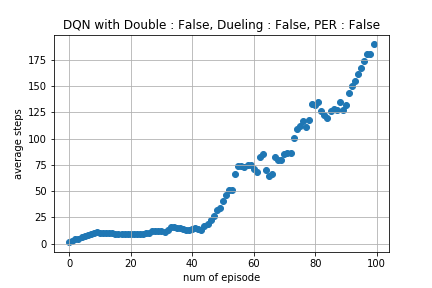 DQN with Double : False, Dueling : False, PER : False
175
150
125
100
75
50
25
0
average steps
0 20 40 60 80 100
num of episode